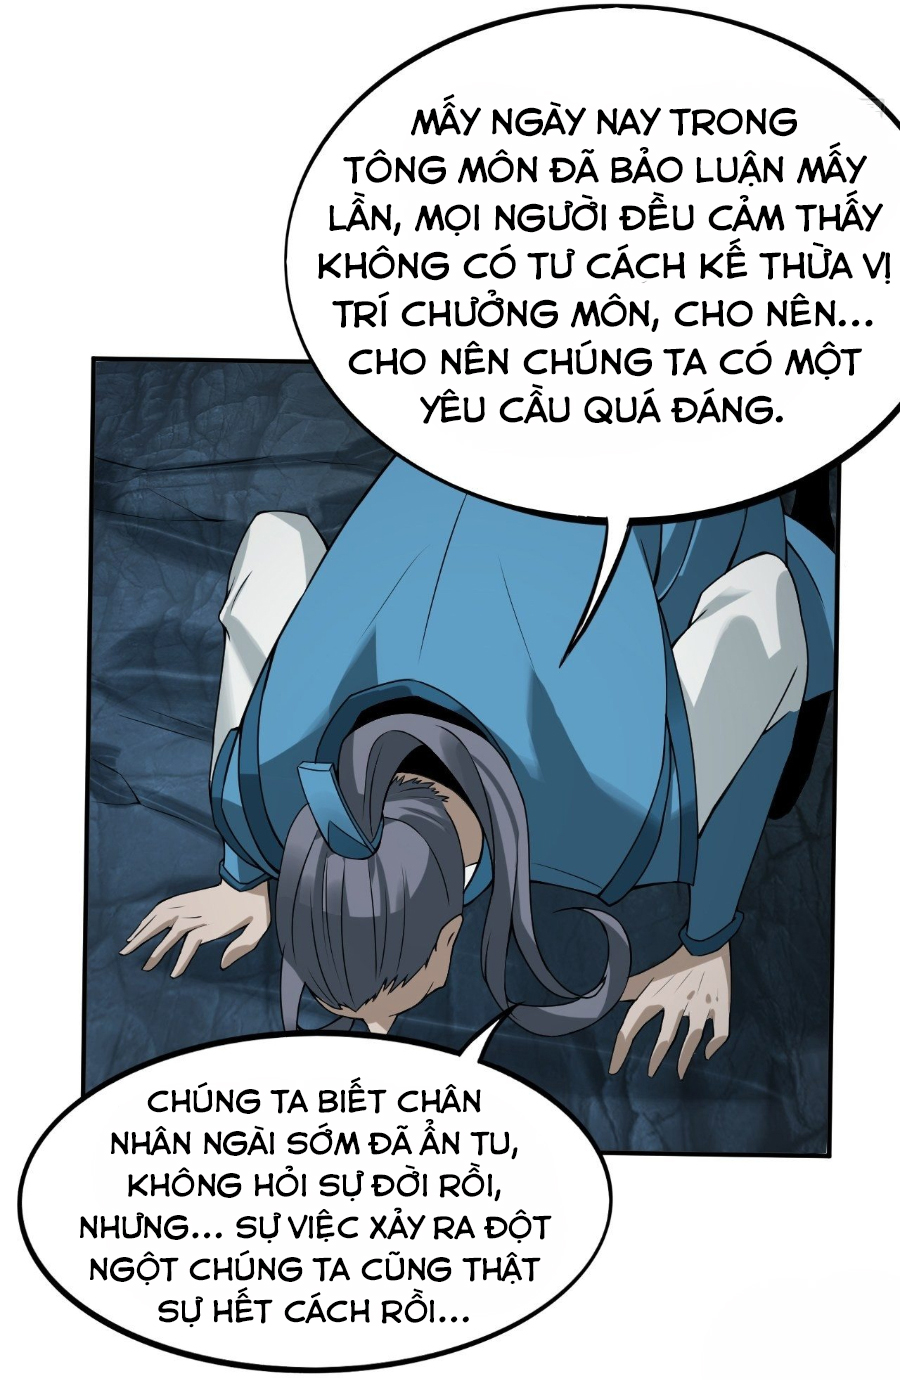 MẤY NGÀY NAY TRONG
TÔNG MÔN ĐÃ BẢO LUẬN MẤY
LẦN, MỌI NGƯỜI ĐỀU CẢM THẤY
KHÔNG CÓ TƯ CÁCH KẾ THỪA VỊ
TRÍ CHƯỞNG MÔN, CHO NÊN...
CHO NÊN CHÚNG TA CÓ MỘT
YÊU CẦU QUÁ ĐÁNG.
CHÚNG TA BIẾT CHÂN
NHÂN NGÀI SỚM ĐÃ ẨN TU,
KHÔNG HỎI SỰ ĐỜI RỒI,
NHƯNG... SỰ VIỆC XẢY RA ĐỘT
NGỘT CHÚNG TA CŨNG THẬT
SỰ HẾT CÁCH RỒI...